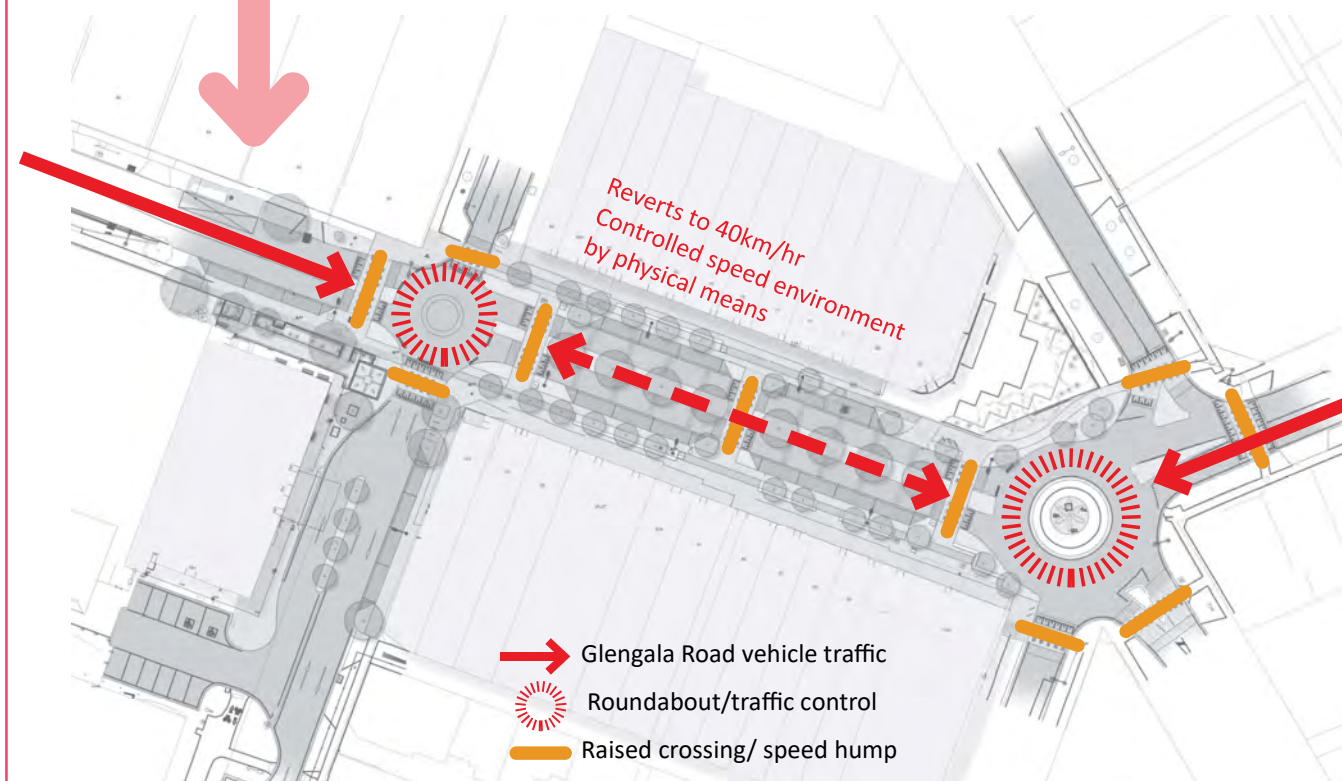 Reverts to 40km/hr
Controlled speed environment
by physical means
Glengala Road vehicle traffic
Roundabout/traffic control
Raised crossing/ speed hump